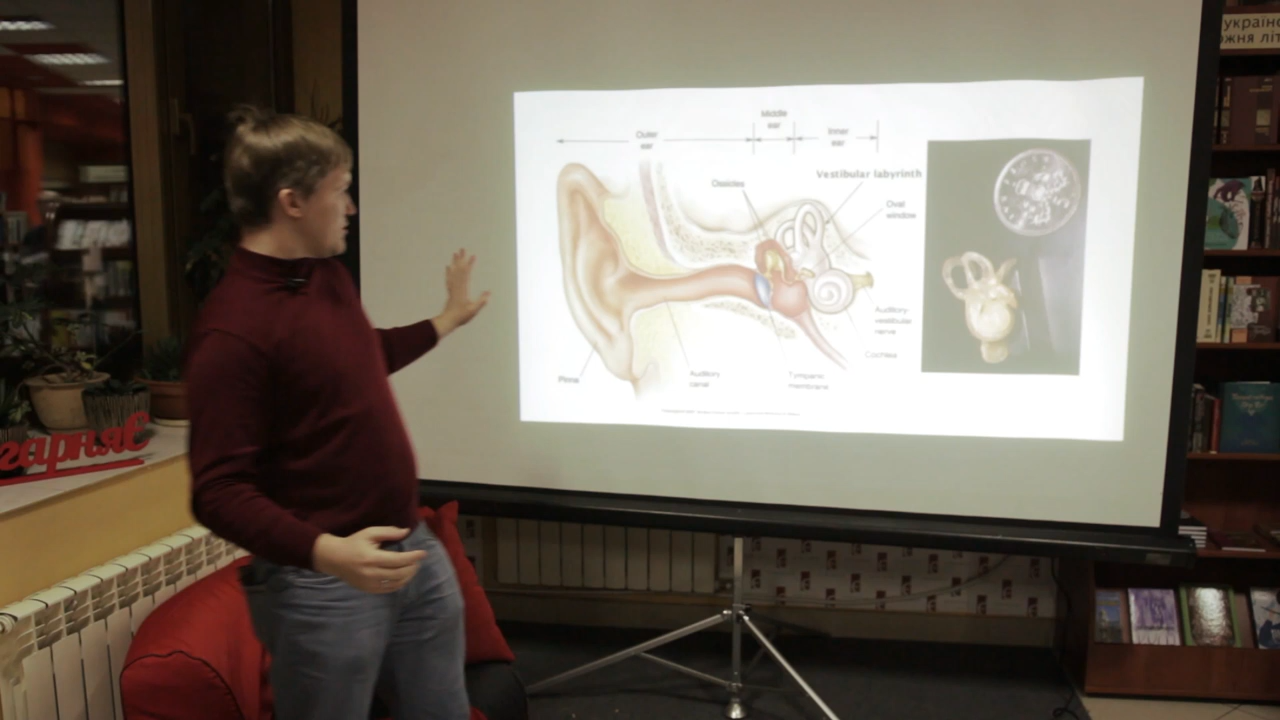 україно
жня літ
Middle
ear
Outer
ear
Inner
ear
Ossicles
Vestibular labyrinth
Oval
window
Auditory-
vestibular
nerve
Cochlea
Pinna
Auditory
canal
Tympanic
membrane
гарняЄ